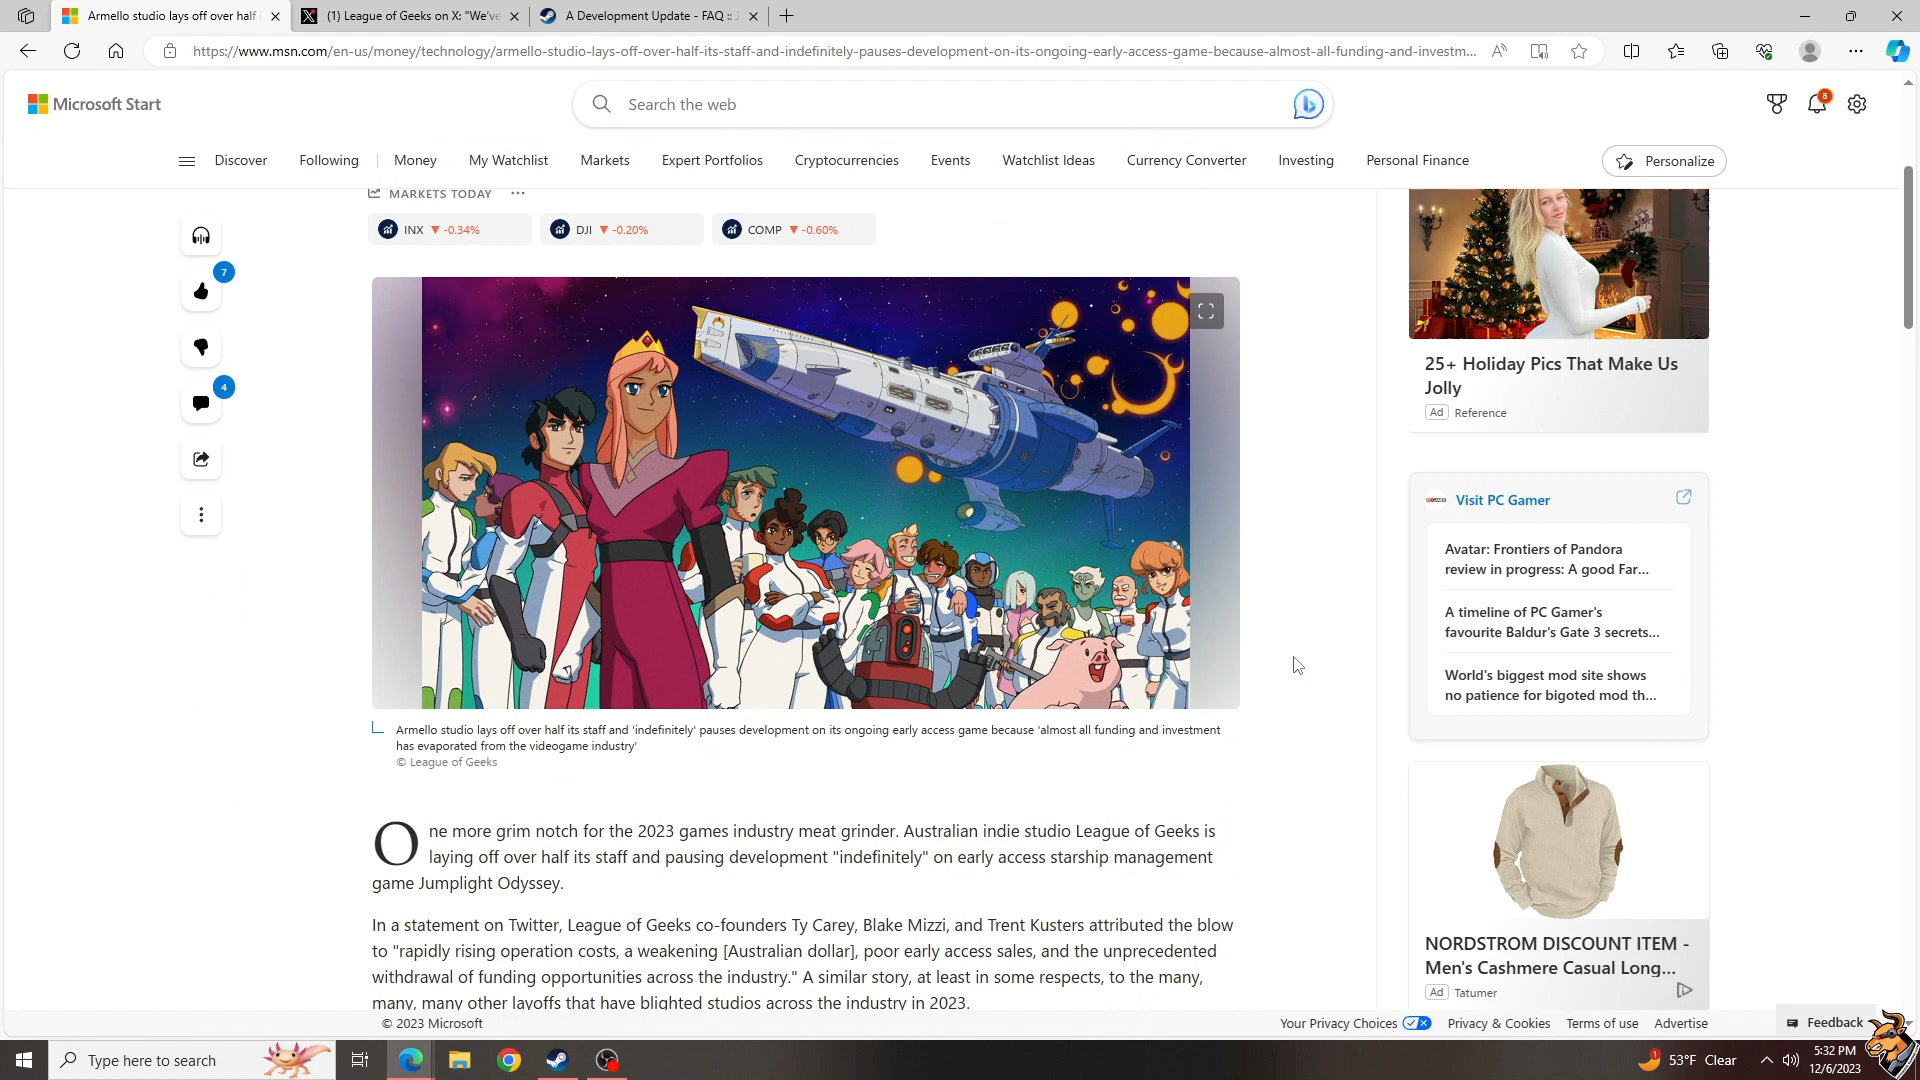 Armello studio lays off over half i
(1) League of Geeks on X: "We've
A Development Update - FAQ ::
https://www.msn.com/en-us/money/technology/armello-studio-lays-off-over-half-its-staff-and-indefinitely-pauses-development-on-its-ongoing-early-access-game-because-almost-all-funding-and-investm...
Microsoft Start
Search the web
8
Discover
Following
Money
My Watchlist
Markets
Expert Portfolios
Cryptocurrencies
Events
Watchlist Ideas
Currency Converter
Investing
Personal Finance
Personalize
MARKETS TODAY ...
INX ▼ -0.34%
DJI ▼ -0.20%
COMP ▼ -0.60%
7
4
Armello studio lays off over half its staff and 'indefinitely' pauses development on its ongoing early access game because 'almost all funding and investment
has evaporated from the videogame industry'
© League of Geeks
One more grim notch for the 2023 games industry meat grinder. Australian indie studio League of Geeks is
laying off over half its staff and pausing development "indefinitely" on early access starship management
game Jumplight Odyssey.
In a statement on Twitter, League of Geeks co-founders Ty Carey, Blake Mizzi, and Trent Kusters attributed the blow
to "rapidly rising operation costs, a weakening [Australian dollar], poor early access sales, and the unprecedented
withdrawal of funding opportunities across the industry." A similar story, at least in some respects, to the many,
many, many other layoffs that have blighted studios across the industry in 2023.
25+ Holiday Pics That Make Us
Jolly
Ad Reference
PC GAMER
Visit PC Gamer
Avatar: Frontiers of Pandora
review in progress: A good Far...
A timeline of PC Gamer's
favourite Baldur's Gate 3 secrets...
World's biggest mod site shows
no patience for bigoted mod th...
NORDSTROM DISCOUNT ITEM -
Men's Cashmere Casual Long...
Ad Tatumer
© 2023 Microsoft
Your Privacy Choices
Privacy & Cookies
Terms of use
Advertise
Feedback
Type here to search
1
53°F Clear
5:32 PM
12/6/2023